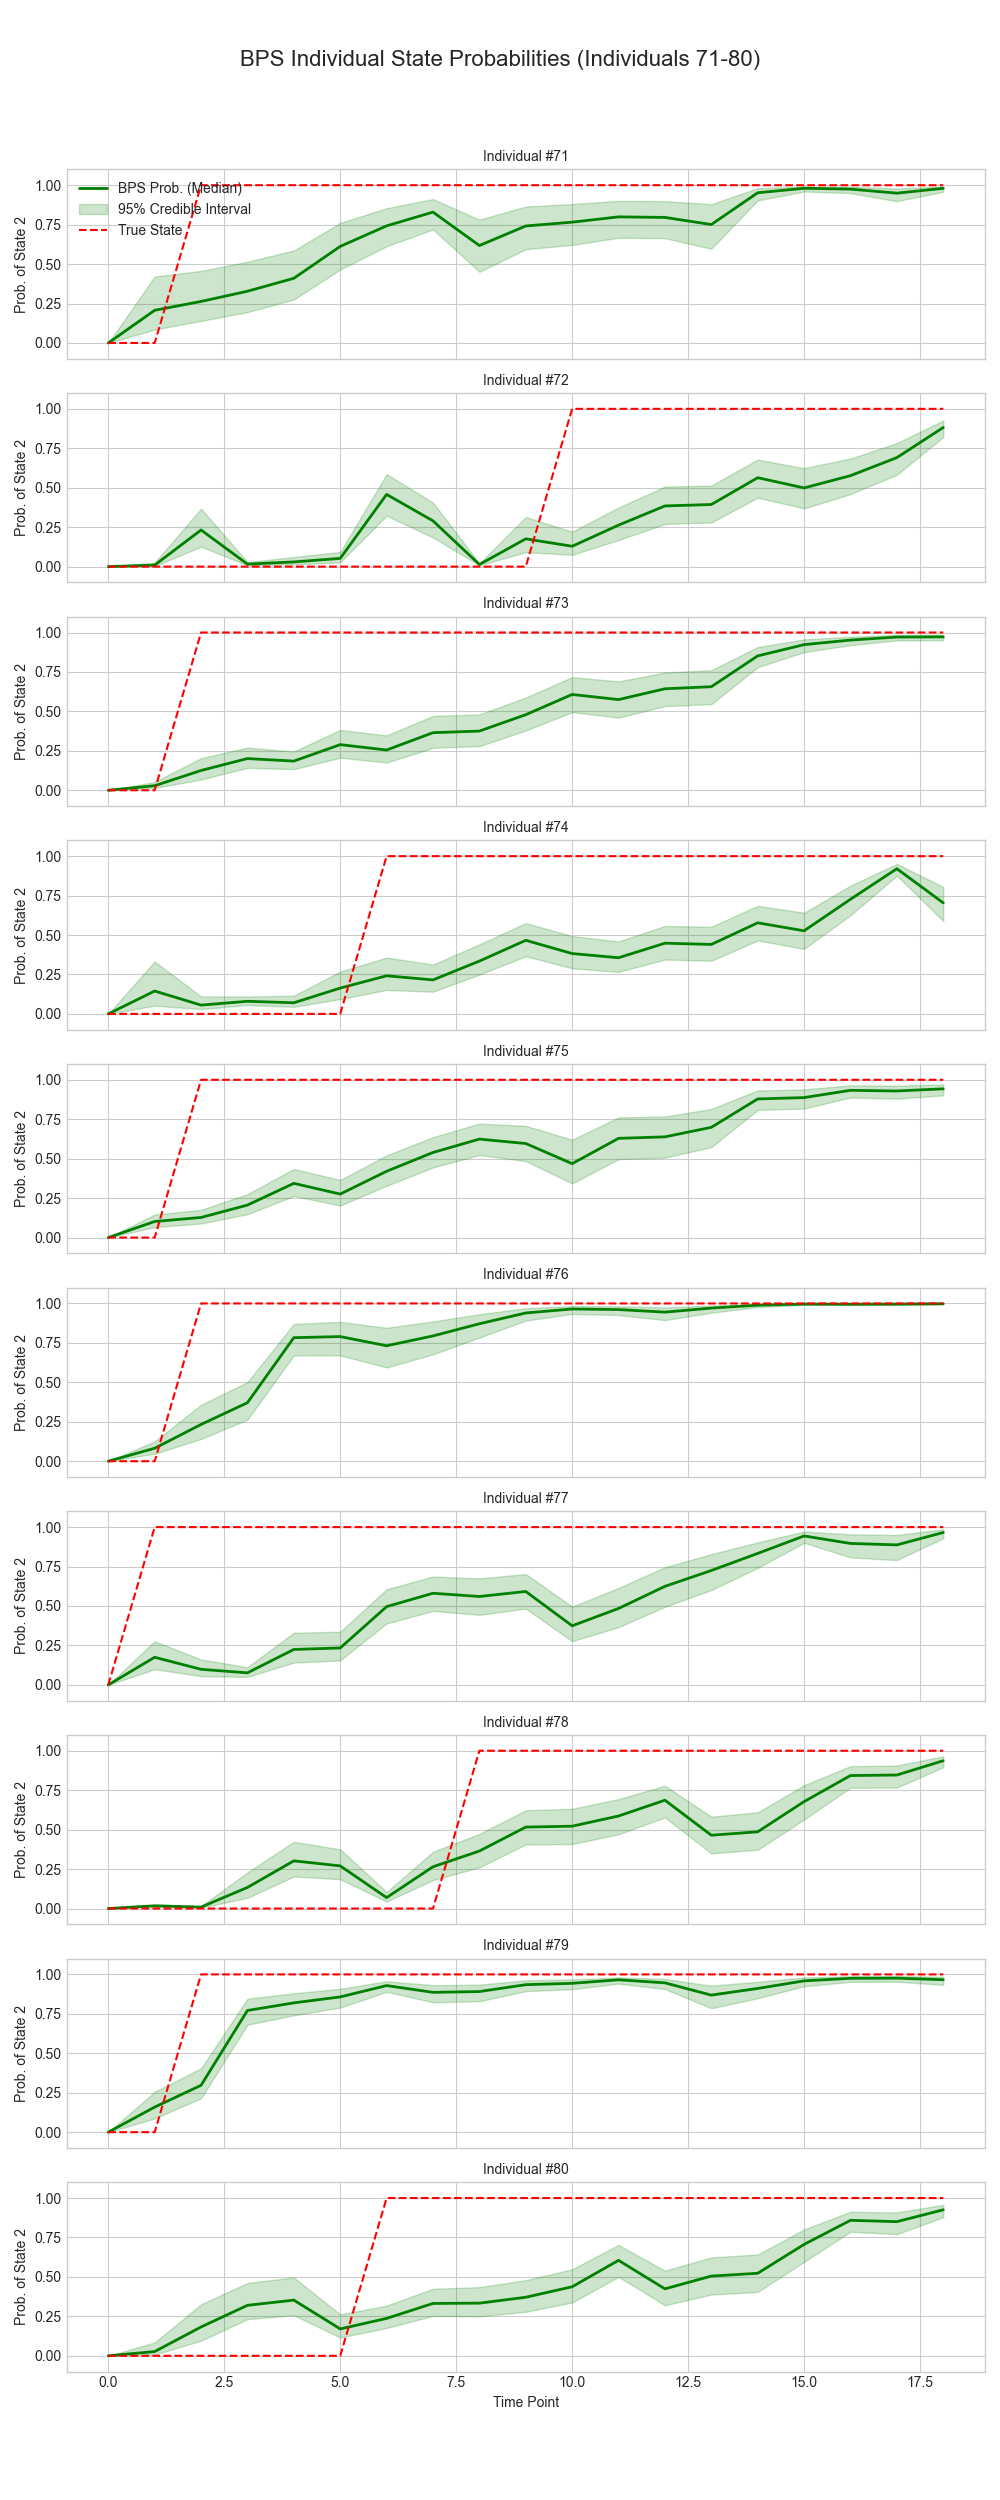 BPS Individual State Probabilities (Individuals 71-80)
Individual #71
Prob. of State 2
1.00
0.75
0.50
0.25
0.00
BPS Prob. (Median)
95% Credible Interval
True State
Individual #72
Prob. of State 2
1.00
0.75
0.50
0.25
0.00
Individual #73
Prob. of State 2
1.00
0.75
0.50
0.25
0.00
Individual #74
Prob. of State 2
1.00
0.75
0.50
0.25
0.00
Individual #75
Prob. of State 2
1.00
0.75
0.50
0.25
0.00
Individual #76
Prob. of State 2
1.00
0.75
0.50
0.25
0.00
Individual #77
Prob. of State 2
1.00
0.75
0.50
0.25
0.00
Individual #78
Prob. of State 2
1.00
0.75
0.50
0.25
0.00
Individual #79
Prob. of State 2
1.00
0.75
0.50
0.25
0.00
Individual #80
Prob. of State 2
1.00
0.75
0.50
0.25
0.00
0.0 2.5 5.0 7.5 10.0 12.5 15.0 17.5
Time Point